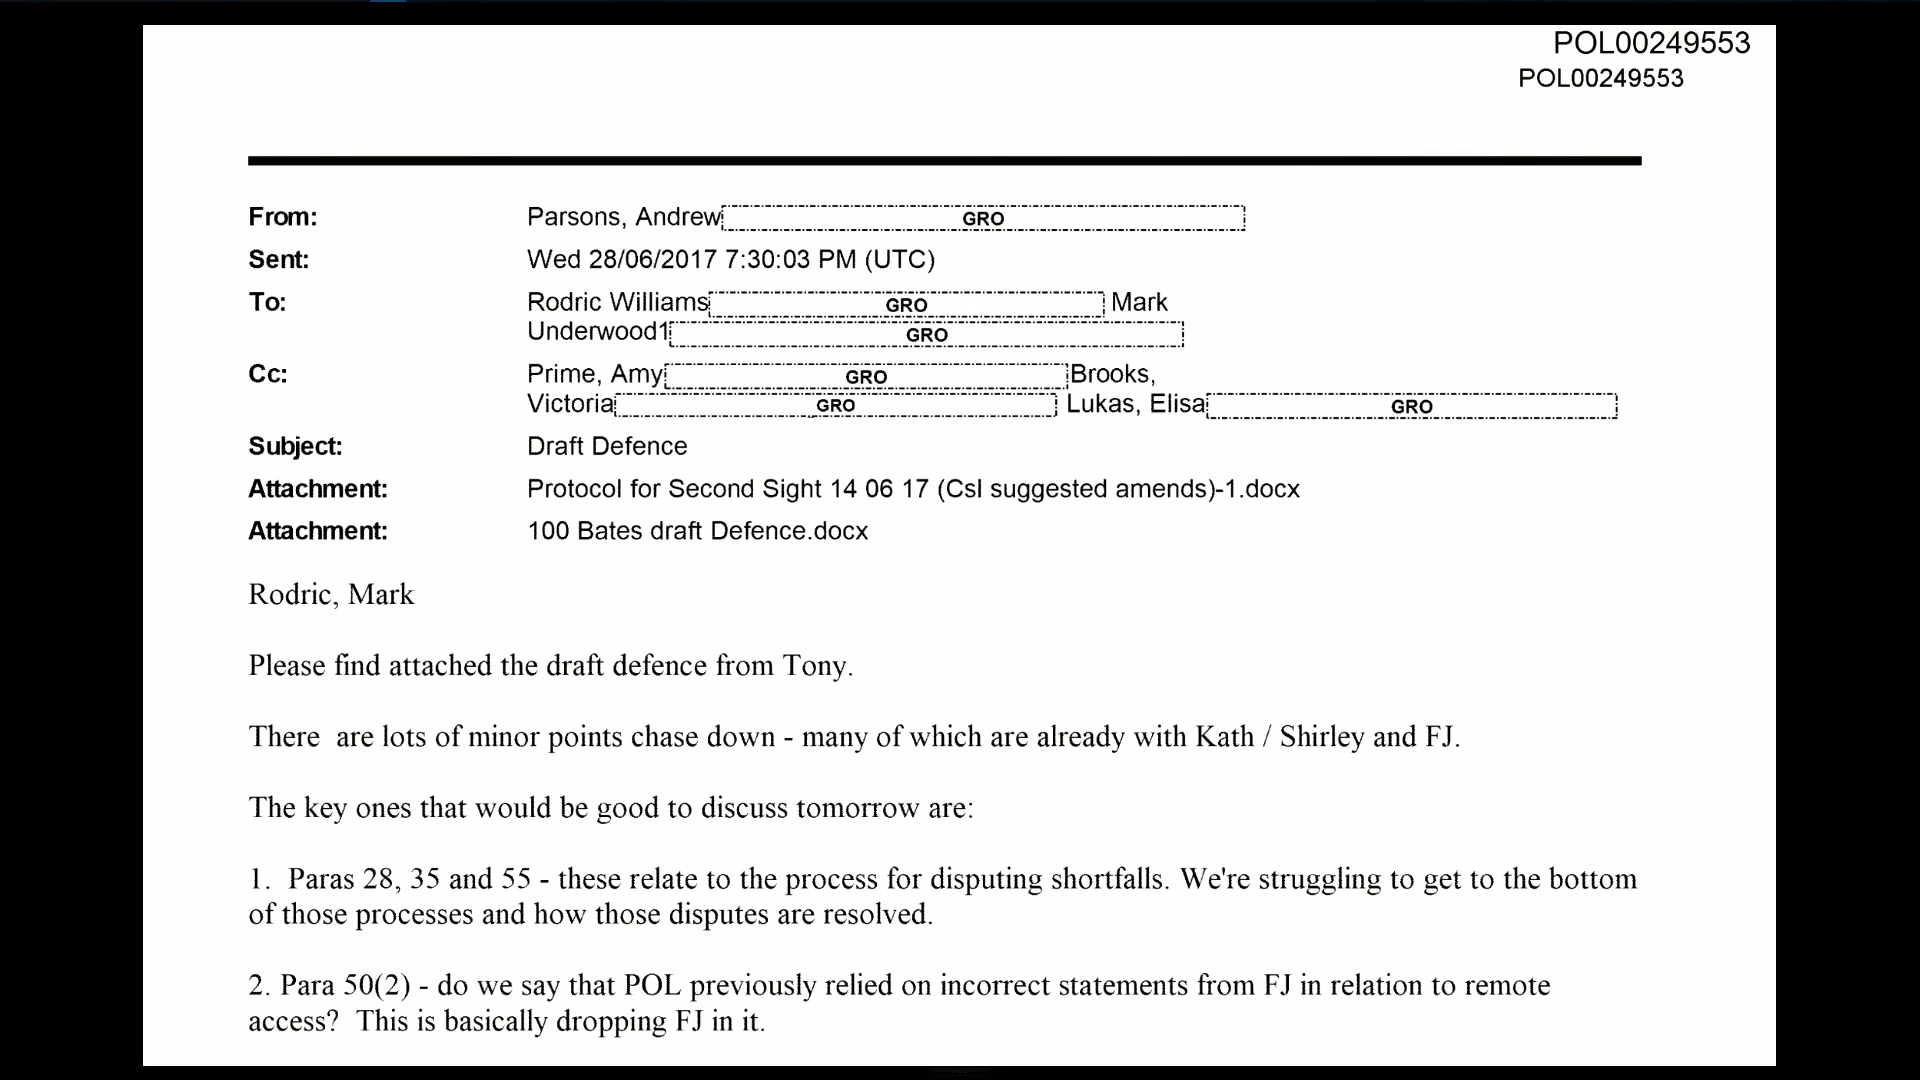 POL00249553
POL00249553
From: Parsons, Andrew GRO
Sent: Wed 28/06/2017 7:30:03 PM (UTC)
To: Rodric Williams GRO Mark
Underwood1 GRO
Cc: Prime, Amy GRO Brooks,
Victoria GRO Lukas, Elisa GRO
Subject: Draft Defence
Attachment: Protocol for Second Sight 14 06 17 (Csl suggested amends)-1.docx
Attachment: 100 Bates draft Defence.docx
Rodric, Mark
Please find attached the draft defence from Tony.
There  are lots of minor points chase down - many of which are already with Kath / Shirley and FJ.
The key ones that would be good to discuss tomorrow are:
1.  Paras 28, 35 and 55 - these relate to the process for disputing shortfalls. We're struggling to get to the bottom
of those processes and how those disputes are resolved.
2. Para 50(2) - do we say that POL previously relied on incorrect statements from FJ in relation to remote
access?  This is basically dropping FJ in it.